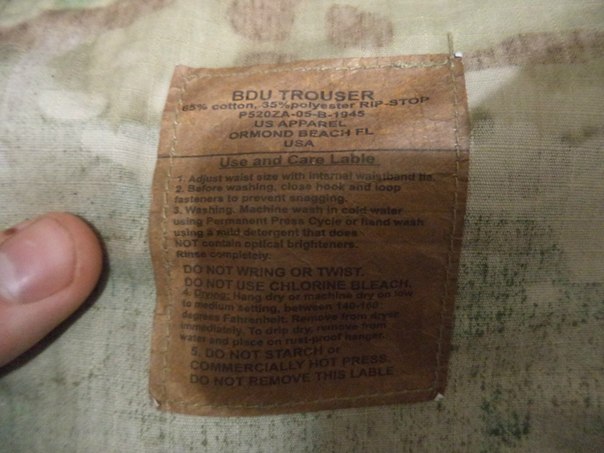 BDU TROUSER
65% cotton, 35%polyester RIP-STOP
P520ZA-05-B-1945
US APPAREL
ORMOND BEACH FL
USA
Use and Care Lable
1. Adjust waist size with internal waistband tie.
2. Before washing, close hook and loop
fasteners to prevent snagging.
3. Washing. Machine wash in cold water
using Permanent Press Cycle or hand wash
using a mild detergent that does
NOT contain optical brighteners.
Rinse completely.
DO NOT WRING OR TWIST.
DO NOT USE CHLORINE BLEACH.
4. Drying: Hang dry or machine dry on low
to medium setting, between 140-160
degrees Fahrenheit. Remove from dryer
immediately. To drip dry, remove from
water and place on rust-proof hanger.
5. DO NOT STARCH or
COMMERCIALLY HOT PRESS.
DO NOT REMOVE THIS LABLE